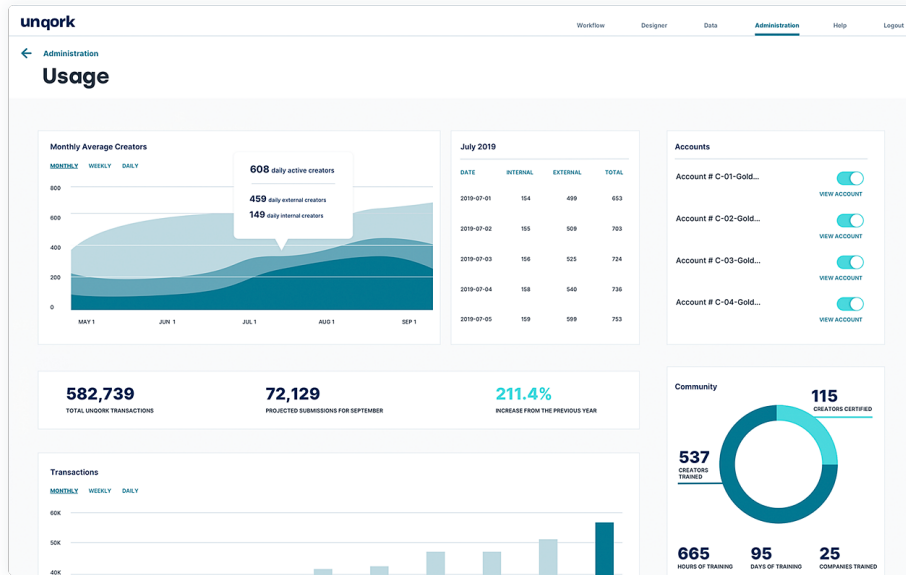 unqork
Workflow Designer Data Administration Help Logout
Administration
Usage
Monthly Average Creators
MONTHLY WEEKLY DAILY
800
600
400
200
0
MAY 1 JUN 1 JUL 1 AUG 1 SEP 1
608 daily active creators
459 daily external creators
149 daily internal creators
July 2019
DATE INTERNAL EXTERNAL TOTAL
2019-07-01 154 499 653
2019-07-02 155 509 703
2019-07-03 156 525 724
2019-07-04 158 540 736
2019-07-05 159 599 753
Accounts
Account # C-01-Gold...
VIEW ACCOUNT
Account # C-02-Gold...
VIEW ACCOUNT
Account # C-03-Gold...
VIEW ACCOUNT
Account # C-04-Gold...
VIEW ACCOUNT
582,739
TOTAL UNQORK TRANSACTIONS
72,129
PROJECTED SUBMISSIONS FOR SEPTEMBER
211.4%
INCREASE FROM THE PREVIOUS YEAR
Community
115
CREATORS CERTIFIED
537
CREATORS
TRAINED
665
HOURS OF TRAINING
95
DAYS OF TRAINING
25
COMPANIES TRAINED
Transactions
MONTHLY WEEKLY DAILY
60K
50K
40K